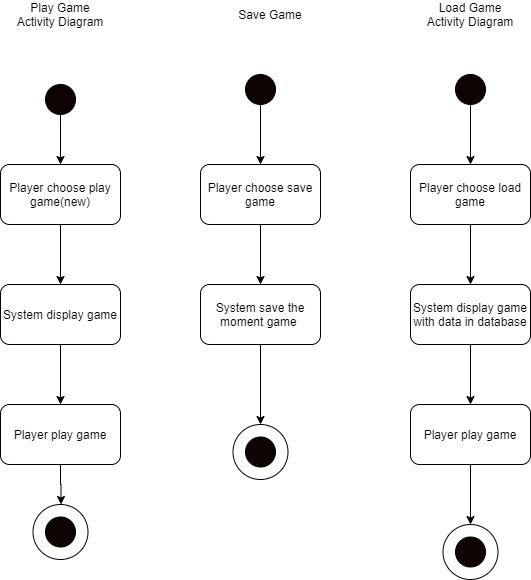 Play Game
Activity Diagram
Player choose play
game(new)
System display game
Player play game
Save Game
Player choose save
game
System save the
moment game
Load Game
Activity Diagram
Player choose load
game
System display game
with data in database
Player play game